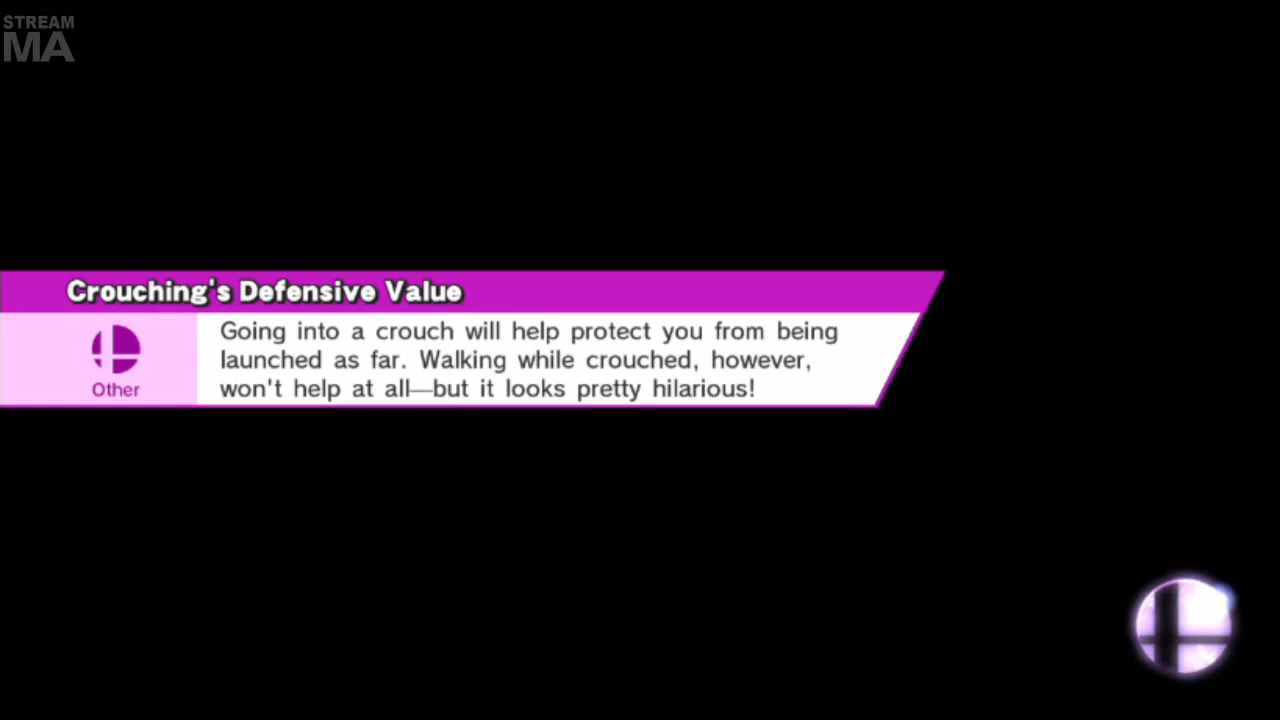 STREAM
MA
Crouching's Defensive Value
Going into a crouch will help protect you from being
launched as far. Walking while crouched, however,
won't help at all—but it looks pretty hilarious!
Other